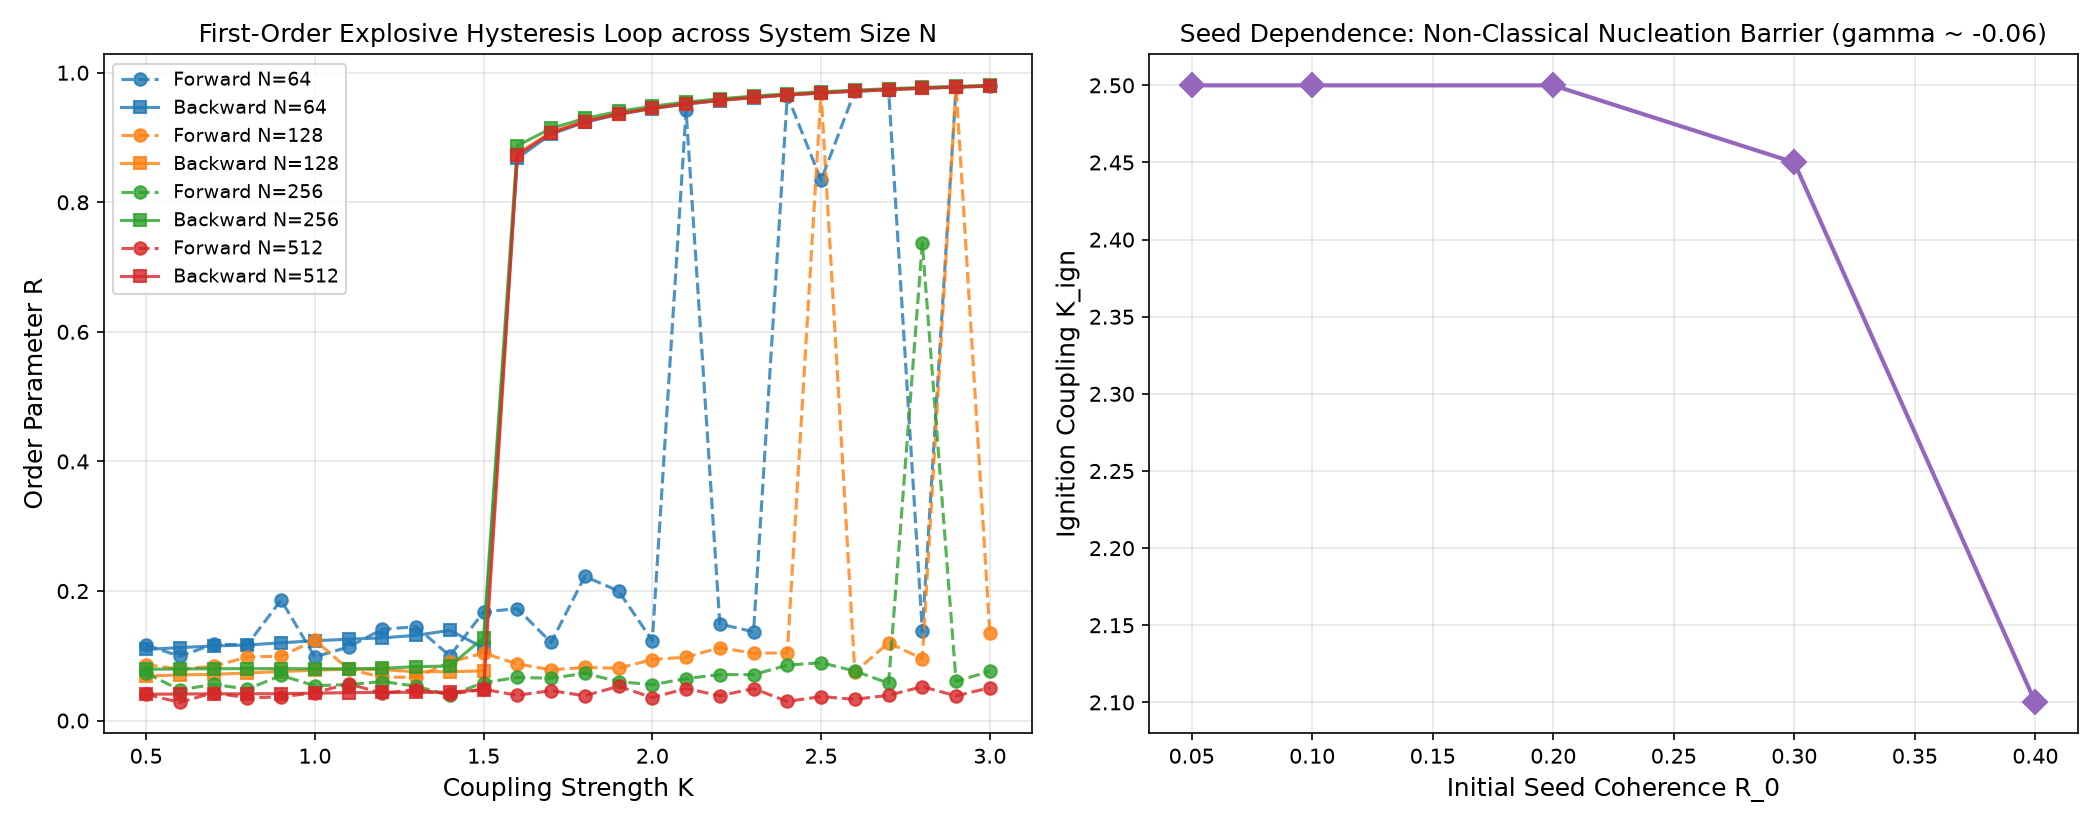 First-Order Explosive Hysteresis Loop across System Size N
1.0
0.8
0.6
0.4
0.2
0.0
Order Parameter R
Forward N=64
Backward N=64
Forward N=128
Backward N=128
Forward N=256
Backward N=256
Forward N=512
Backward N=512
0.5 1.0 1.5 2.0 2.5 3.0
Coupling Strength K
Seed Dependence: Non-Classical Nucleation Barrier (gamma ~ -0.06)
2.50
2.45
2.40
2.35
2.30
2.25
2.20
2.15
2.10
Ignition Coupling K_ign
0.05 0.10 0.15 0.20 0.25 0.30 0.35 0.40
Initial Seed Coherence R_0